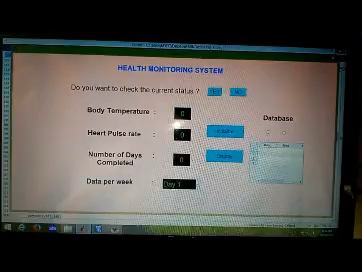 HEALTH MONITORING SYSTEM
Do you want to check the current status ?
Body Temperature : 0
Heart Pulse rate : 0
Database
Number of Days
Completed : 0
Data per week : Day 1